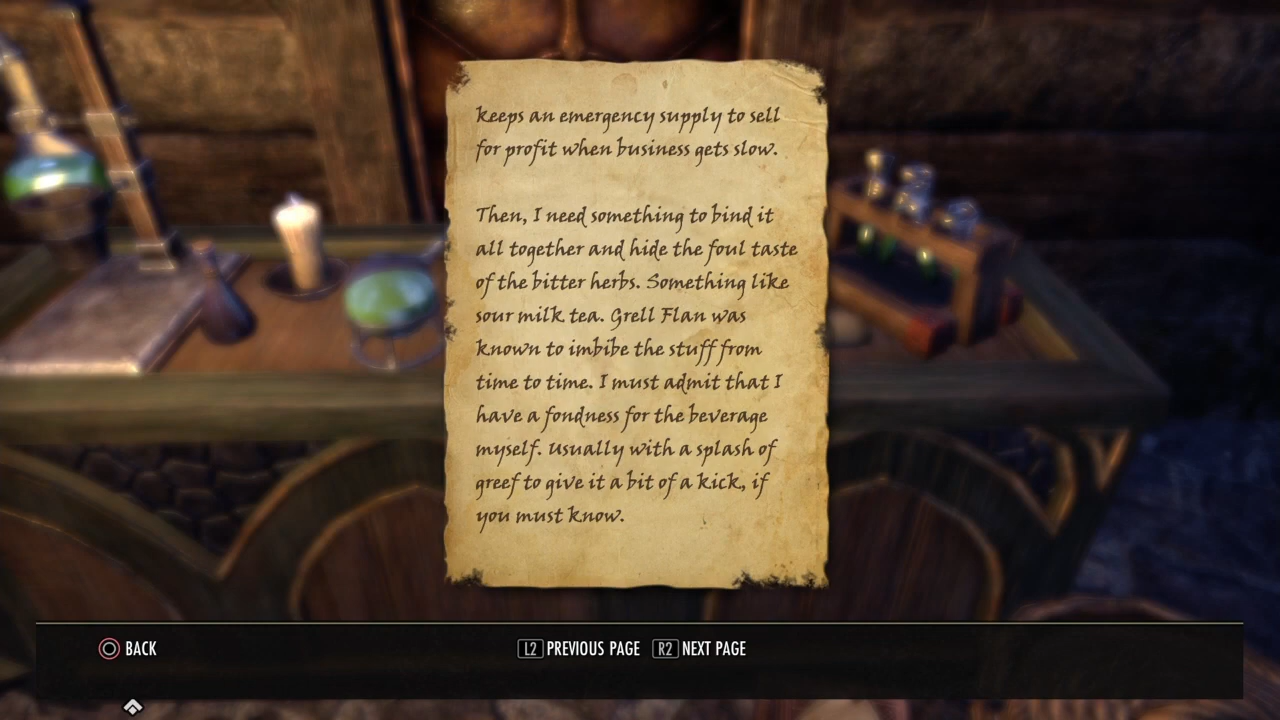 keeps an emergency supply to sell
for profit when business gets slow.
Then, I need something to bind it
all together and hide the foul taste
of the bitter herbs. Something like
sour milk tea. Grell Flan was
known to imbibe the stuff from
time to time. I must admit that I
have a fondness for the beverage
myself. Usually with a splash of
greef to give it a bit of a kick, if
you must know.
BACK
L2 PREVIOUS PAGE R2 NEXT PAGE